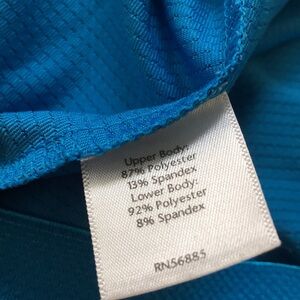 Upper Body:
87% Polyester
13% Spandex
Lower Body:
92% Polyester
8% Spandex
RN56885